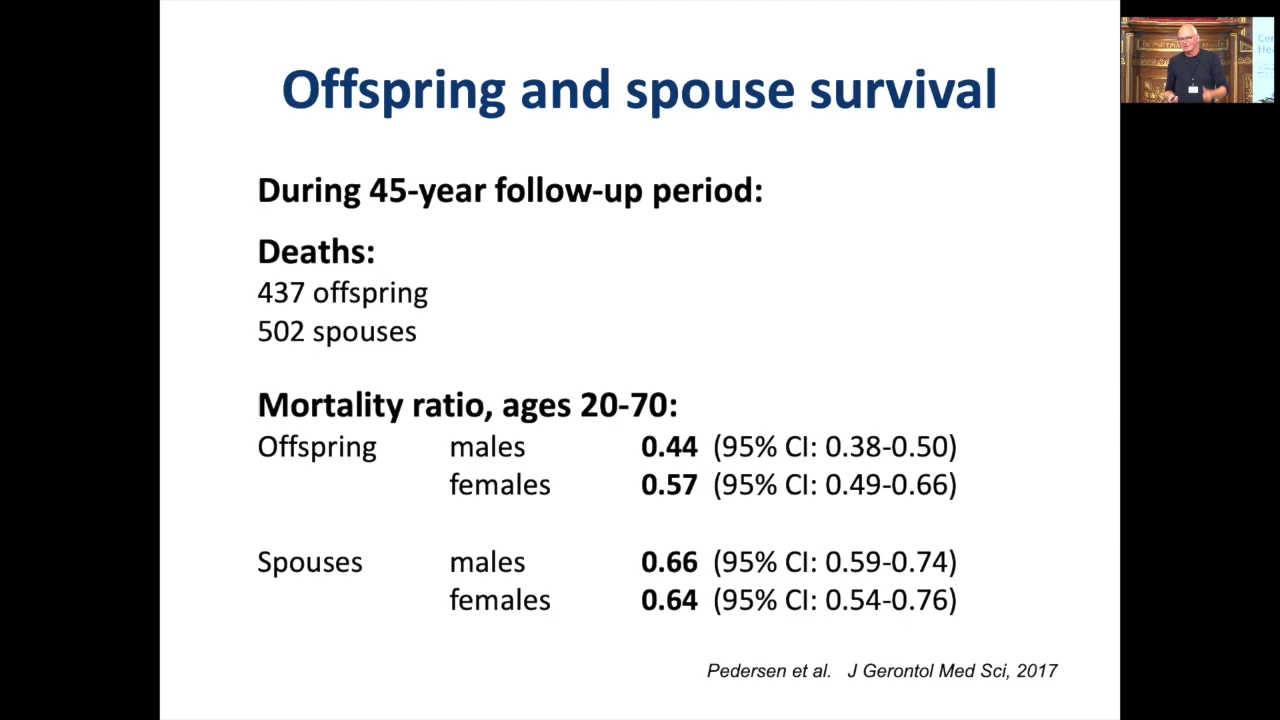 Offspring and spouse survival
During 45-year follow-up period:
Deaths:
437 offspring
502 spouses
Mortality ratio, ages 20-70:
Offspring males 0.44 (95% CI: 0.38-0.50)
females 0.57 (95% CI: 0.49-0.66)
Spouses males 0.66 (95% CI: 0.59-0.74)
females 0.64 (95% CI: 0.54-0.76)
Pedersen et al. J Gerontol Med Sci, 2017